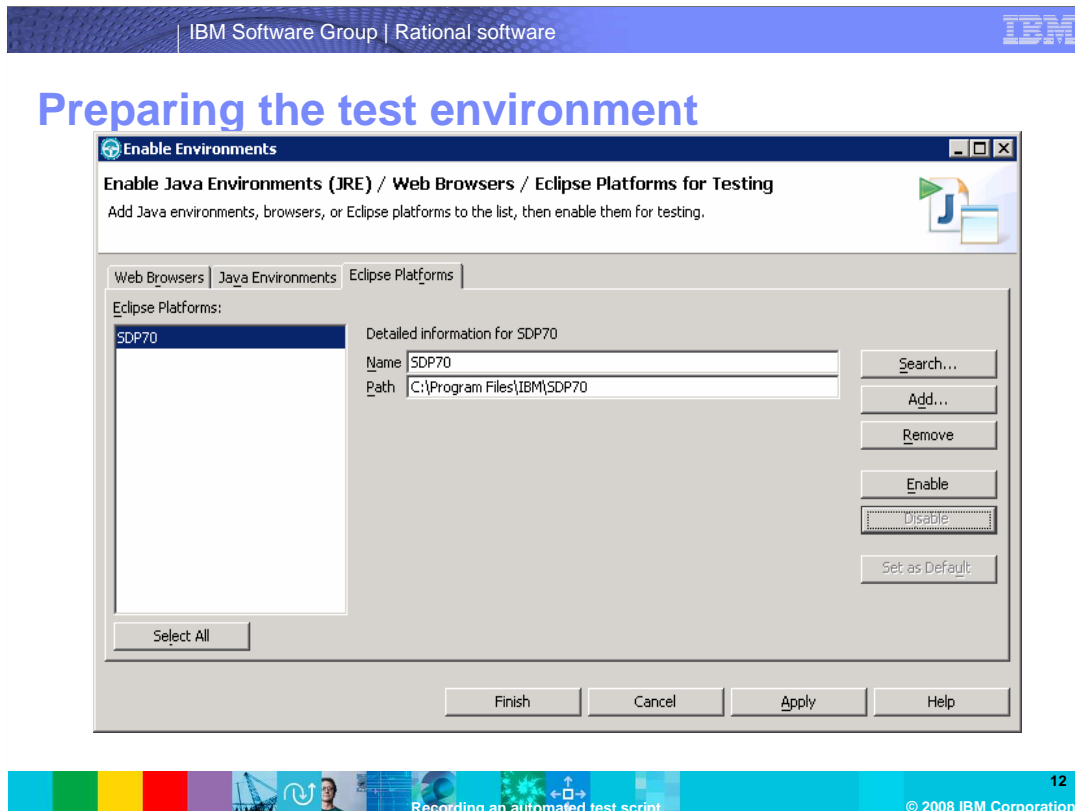 IBM Software Group | Rational software
IBM
Preparing the test environment
Enable Environments
Enable Java Environments (JRE) / Web Browsers / Eclipse Platforms for Testing
Add Java environments, browsers, or Eclipse platforms to the list, then enable them for testing.
J
Web Browsers Java Environments Eclipse Platforms
Eclipse Platforms:
SDP70
Detailed information for SDP70
Name SDP70
Path C:\Program Files\IBM\SDP70
Search...
Add...
Remove
Enable
Disable
Set as Default
Select All
Finish Cancel Apply Help
12
Recording an automated test script
© 2008 IBM Corporation